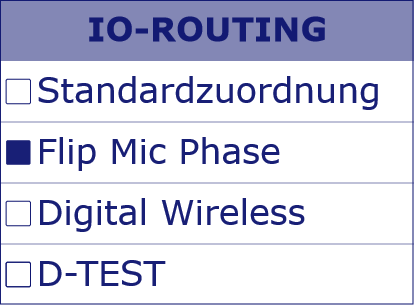 IO-ROUTING
Standardzuordnung
Flip Mic Phase
Digital Wireless
D-TEST